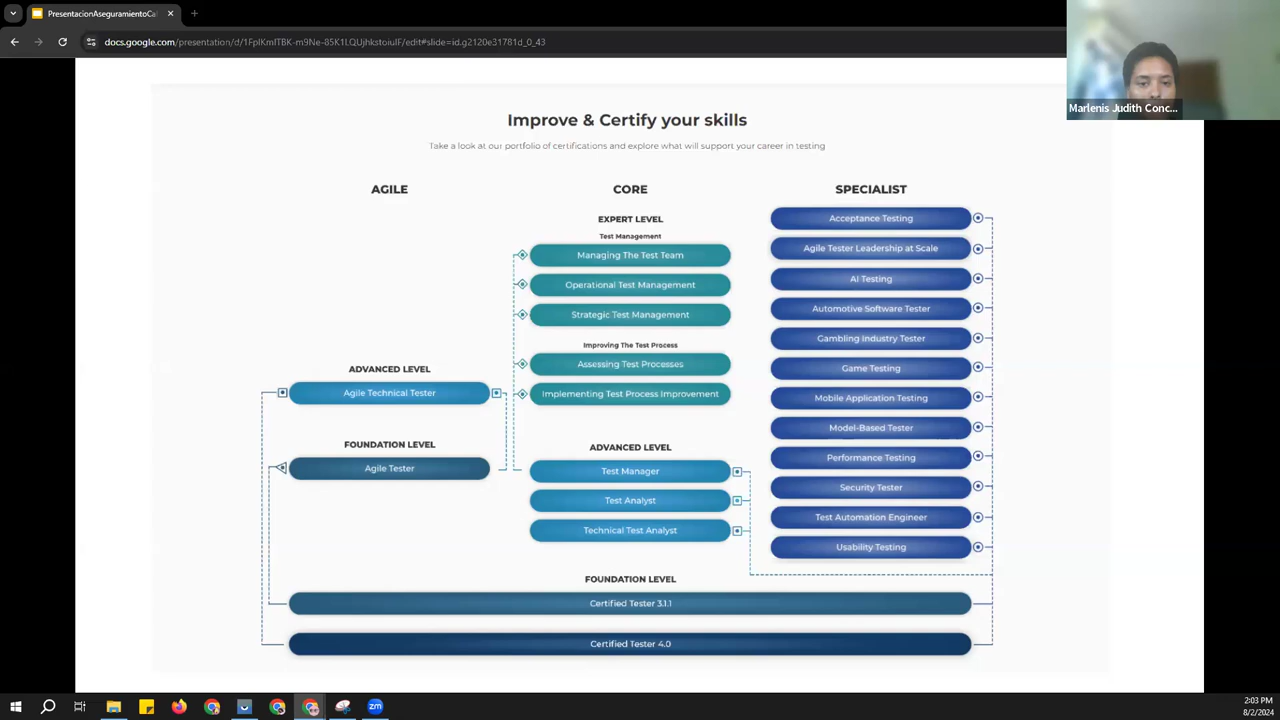 PresentacionAseguramientoCal
docs.google.com/presentation/d/1FplKmlTBK-m9Ne-85K1LQUjhkstoiuIF/edit#slide=id.g2120e31781d_0_43
Marlenis Judith Conc...
Improve & Certify your skills
Take a look at our portfolio of certifications and explore what will support your career in testing
AGILE
CORE
SPECIALIST
EXPERT LEVEL
Test Management
Managing The Test Team
Operational Test Management
Strategic Test Management
Improving The Test Process
Assessing Test Processes
Implementing Test Process Improvement
ADVANCED LEVEL
Agile Technical Tester
FOUNDATION LEVEL
Agile Tester
ADVANCED LEVEL
Test Manager
Test Analyst
Technical Test Analyst
Acceptance Testing
Agile Tester Leadership at Scale
AI Testing
Automotive Software Tester
Gambling Industry Tester
Game Testing
Mobile Application Testing
Model-Based Tester
Performance Testing
Security Tester
Test Automation Engineer
Usability Testing
FOUNDATION LEVEL
Certified Tester 3.1.1
Certified Tester 4.0
zm
2:03 PM
8/2/2024